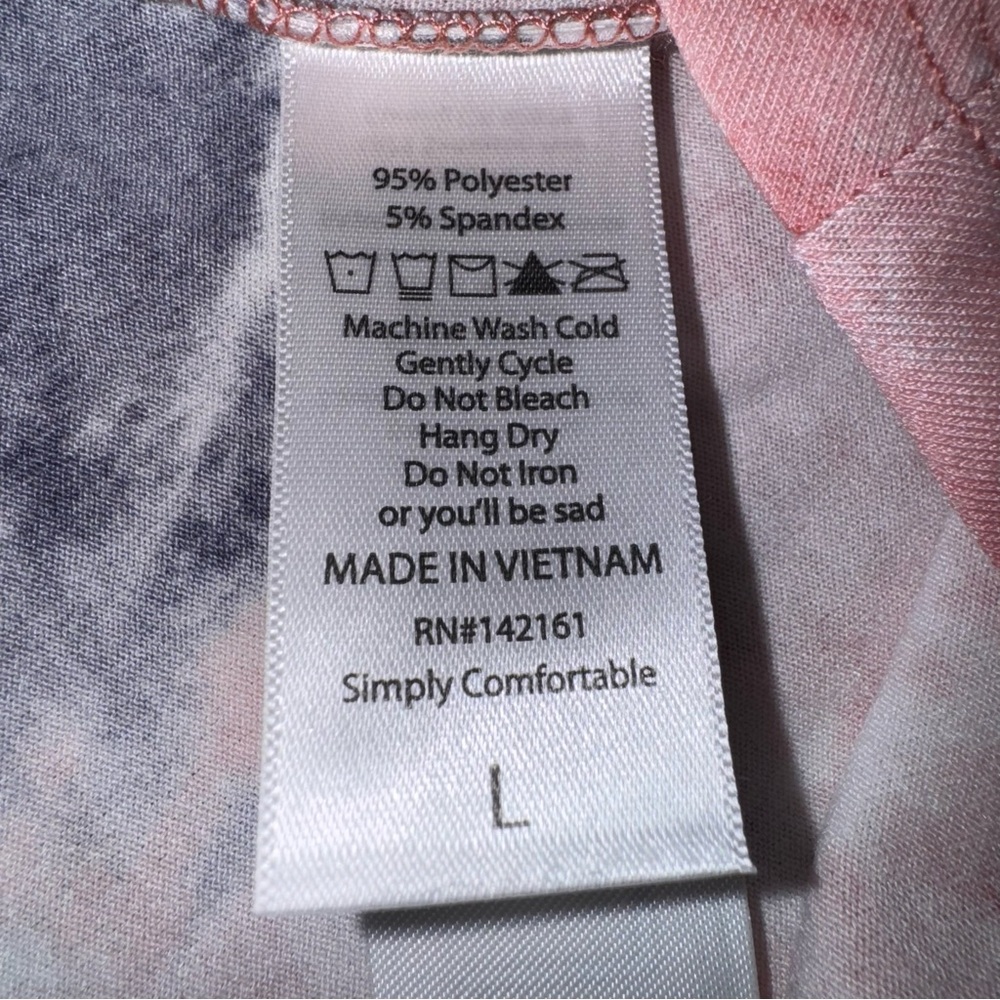 95% Polyester
5% Spandex
Machine Wash Cold
Gently Cycle
Do Not Bleach
Hang Dry
Do Not Iron
or you'll be sad
MADE IN VIETNAM
RN#142161
Simply Comfortable
L